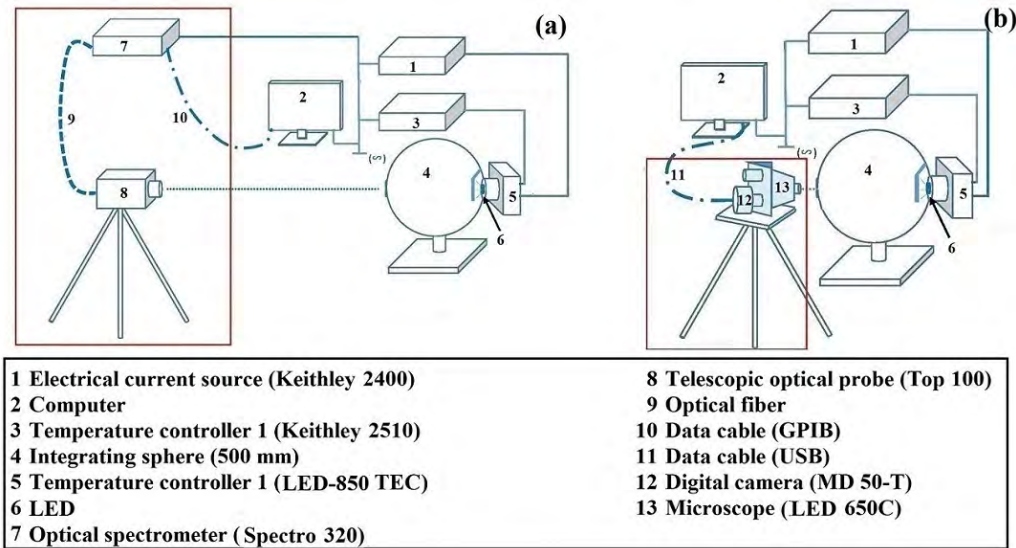 (a)
7
1
2
9
10
3
(S)
4
8
5
6
(b)
1
2
3
(S)
4
11
13
12
5
6
1 Electrical current source (Keithley 2400)
2 Computer
3 Temperature controller 1 (Keithley 2510)
4 Integrating sphere (500 mm)
5 Temperature controller 1 (LED-850 TEC)
6 LED
7 Optical spectrometer ( Spectro 320)
8 Telescopic optical probe (Top 100)
9 Optical fiber
10 Data cable (GPIB)
11 Data cable (USB)
12 Digital camera (MD 50-T)
13 Microscope (LED 650C)